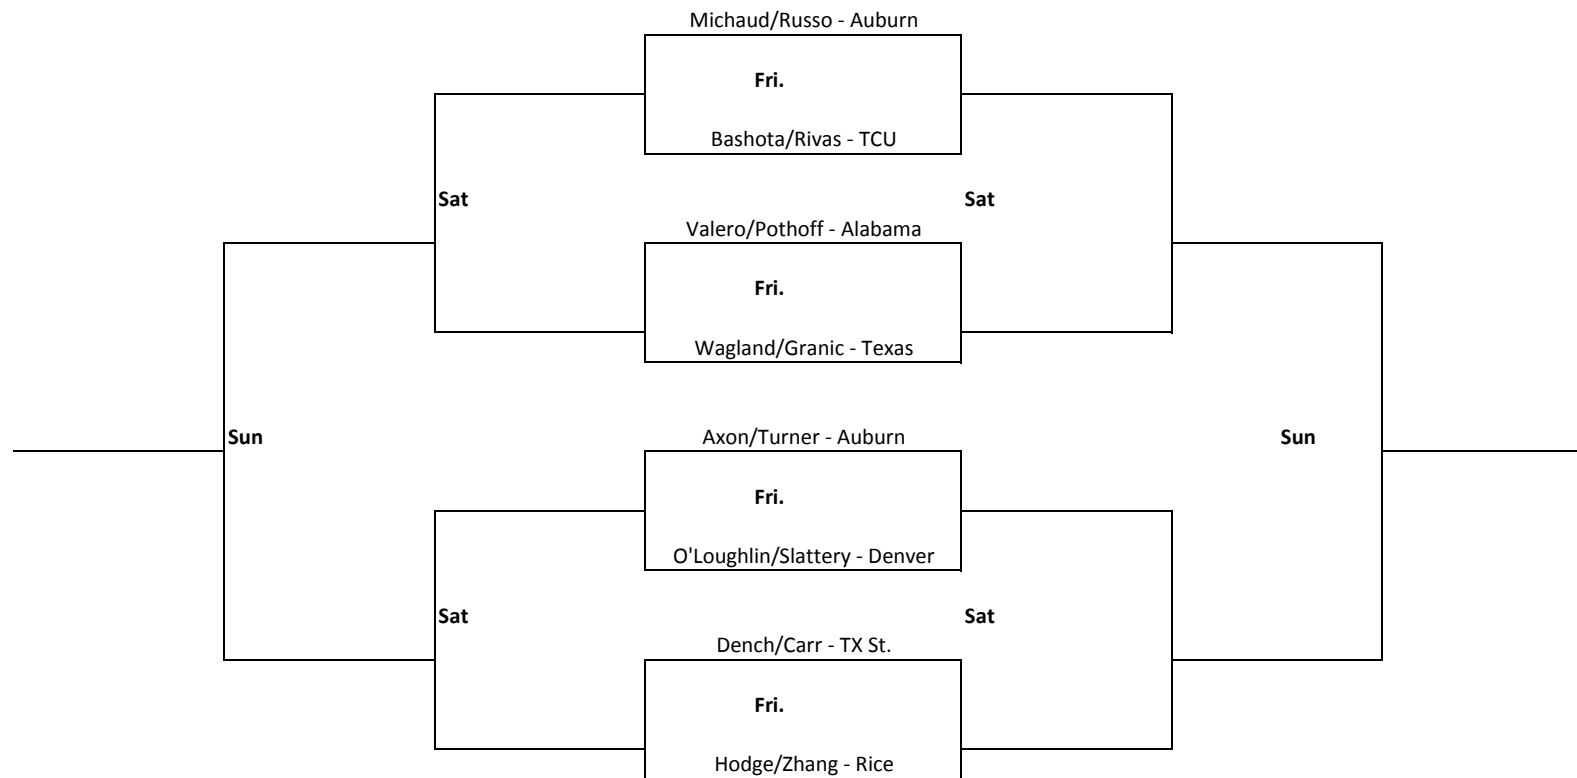 Michaud/Russo - Auburn
Fri.
Bashota/Rivas - TCU
Sat
Sat
Valero/Pothoff - Alabama
Fri.
Wagland/Granic - Texas
Sun
Axon/Turner - Auburn
Sun
Fri.
O'Loughlin/Slattery - Denver
Sat
Sat
Dench/Carr - TX St.
Fri.
Hodge/Zhang - Rice